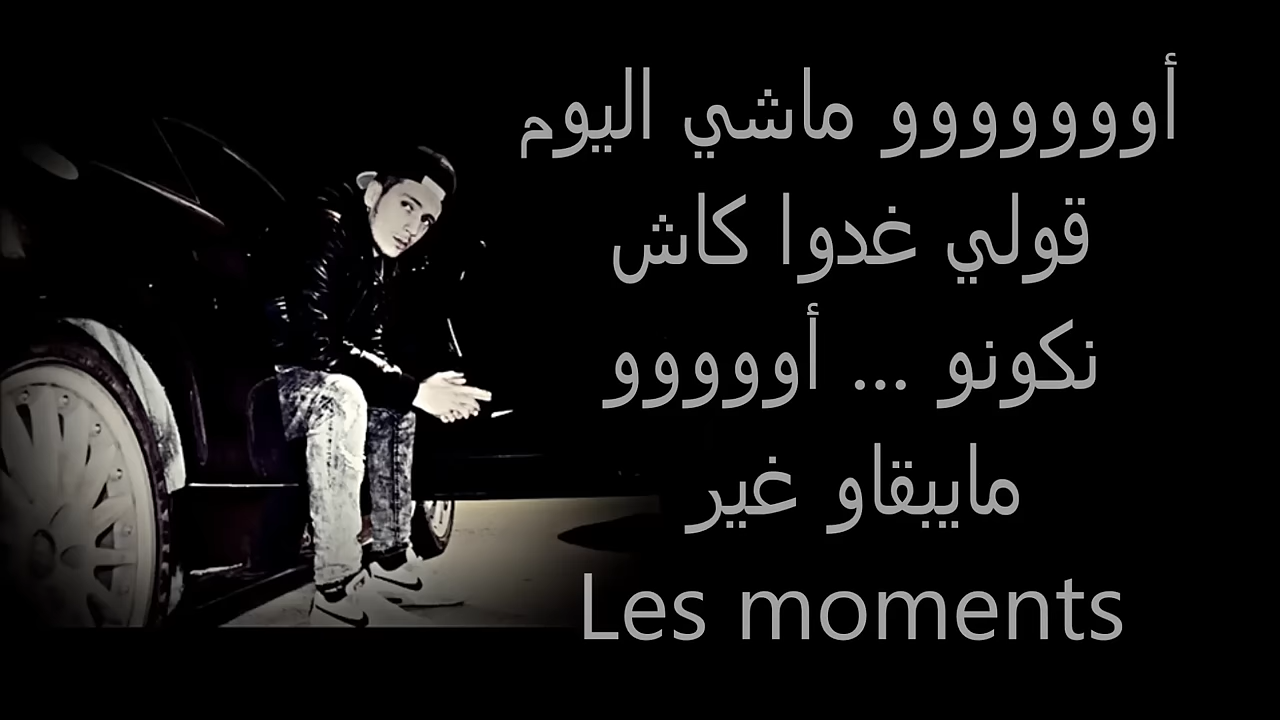 أووووووو ماشي اليوم
قولي غدوا كاش
نكونو ... أووووو
مايبقاو غير
Les moments